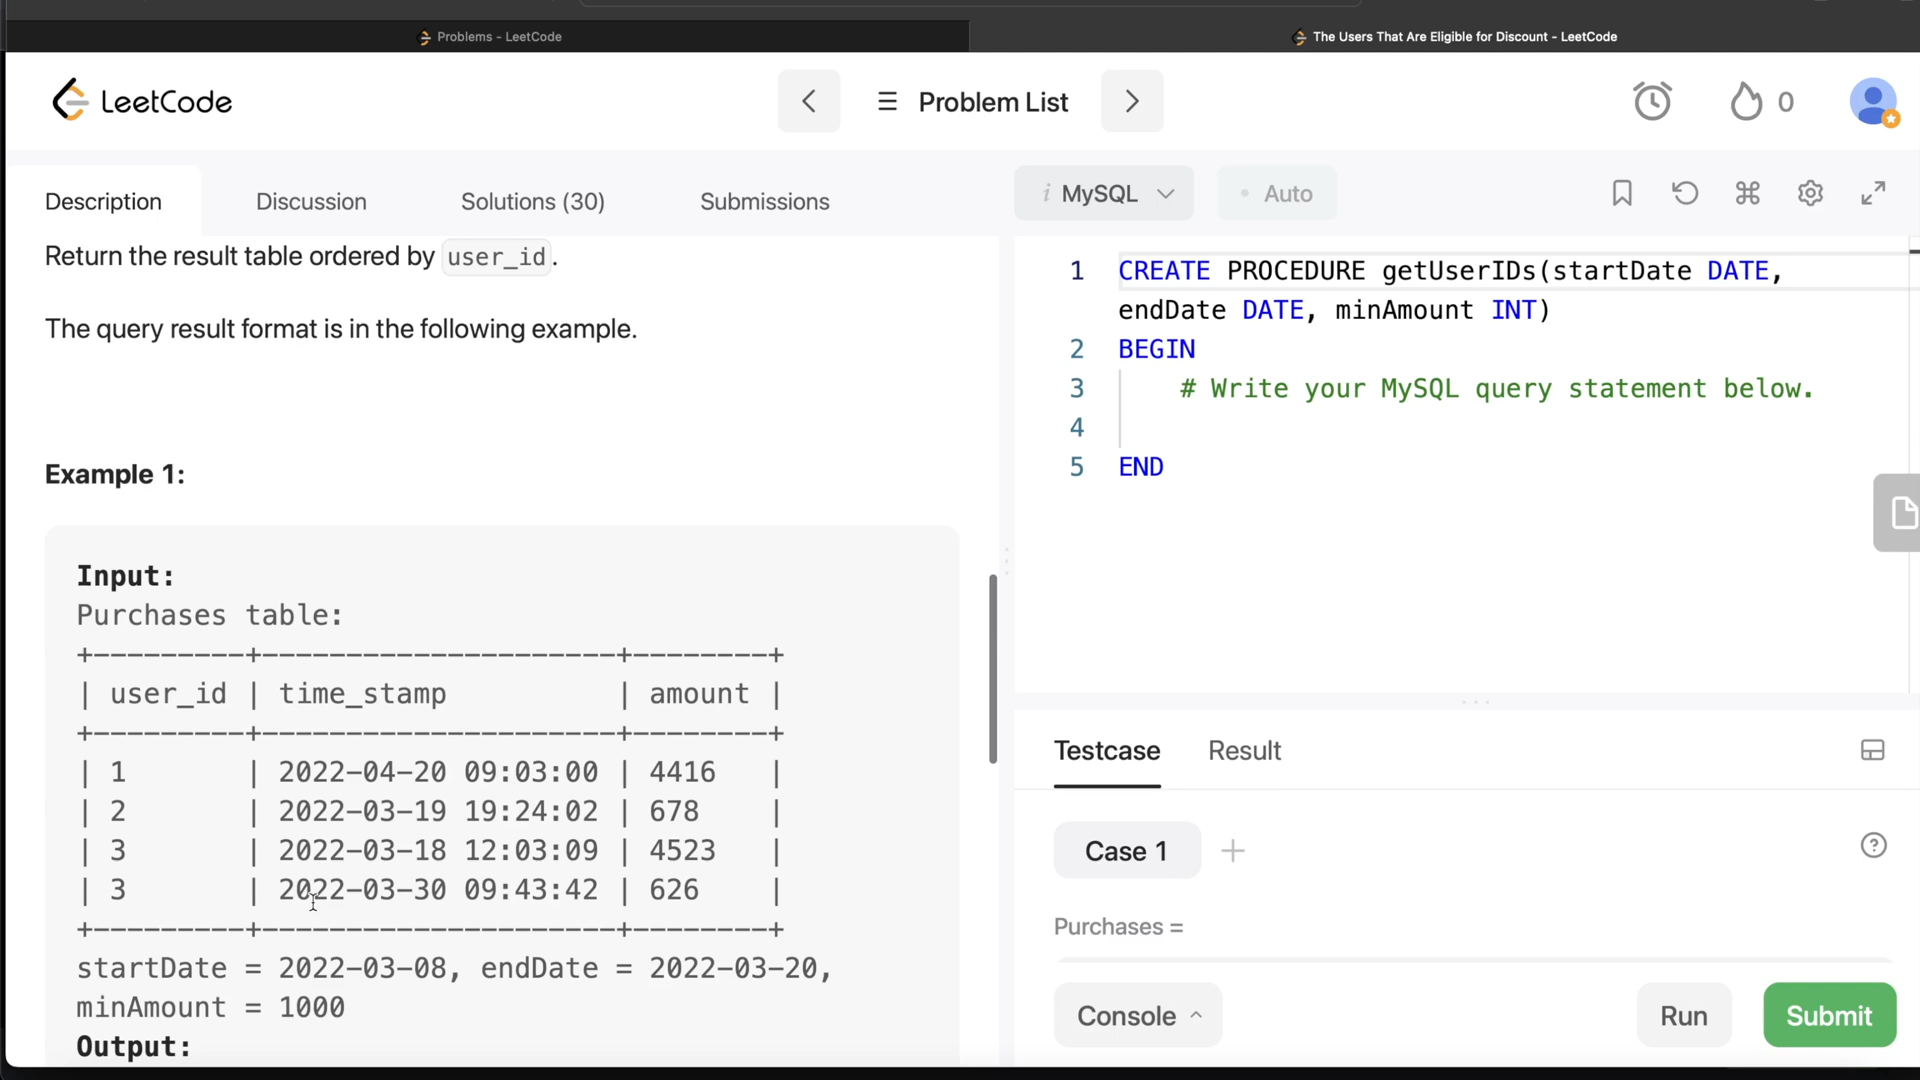 Problems - LeetCode
The Users That Are Eligible for Discount - LeetCode
LeetCode
Problem List
0
Description
Discussion
Solutions (30)
Submissions
i MySQL
Auto
Return the result table ordered by user_id.
The query result format is in the following example.
Example 1:
Input:
Purchases table:
+---------+---------------------+--------+
| user_id | time_stamp          | amount |
+---------+---------------------+--------+
| 1       | 2022-04-20 09:03:00 | 4416   |
| 2       | 2022-03-19 19:24:02 | 678    |
| 3       | 2022-03-18 12:03:09 | 4523   |
| 3       | 2022-03-30 09:43:42 | 626    |
+---------+---------------------+--------+
startDate = 2022-03-08, endDate = 2022-03-20,
minAmount = 1000
Output:
1 CREATE PROCEDURE getUserIDs(startDate DATE,
endDate DATE, minAmount INT)
2 BEGIN
3 # Write your MySQL query statement below.
4
5 END
Testcase
Result
Case 1
Purchases =
Console
Run
Submit